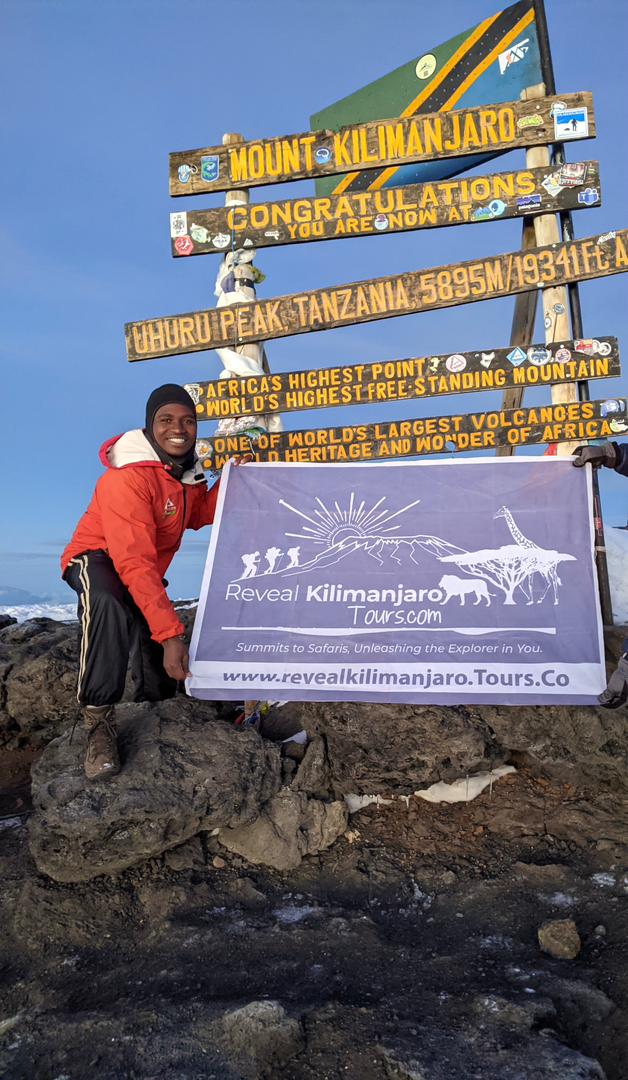 MOUNT KILIMANJARO
CONGRATULATIONS
YOU ARE NOW AT
UHURU PEAK, TANZANIA, 5895M/19341Ft. A
AFRICA'S HIGHEST POINT
WORLD'S HIGHEST FREE STANDING MOUNTAIN
ONE OF WORLD'S LARGEST VOLCANOES
WORLD HERITAGE AND WONDER OF AFRICA
Reveal Kilimanjaro
Tours.com
Summits to Safaris, Unleashing the Explorer in You.
www.revealkilimanjaro.Tours.Co